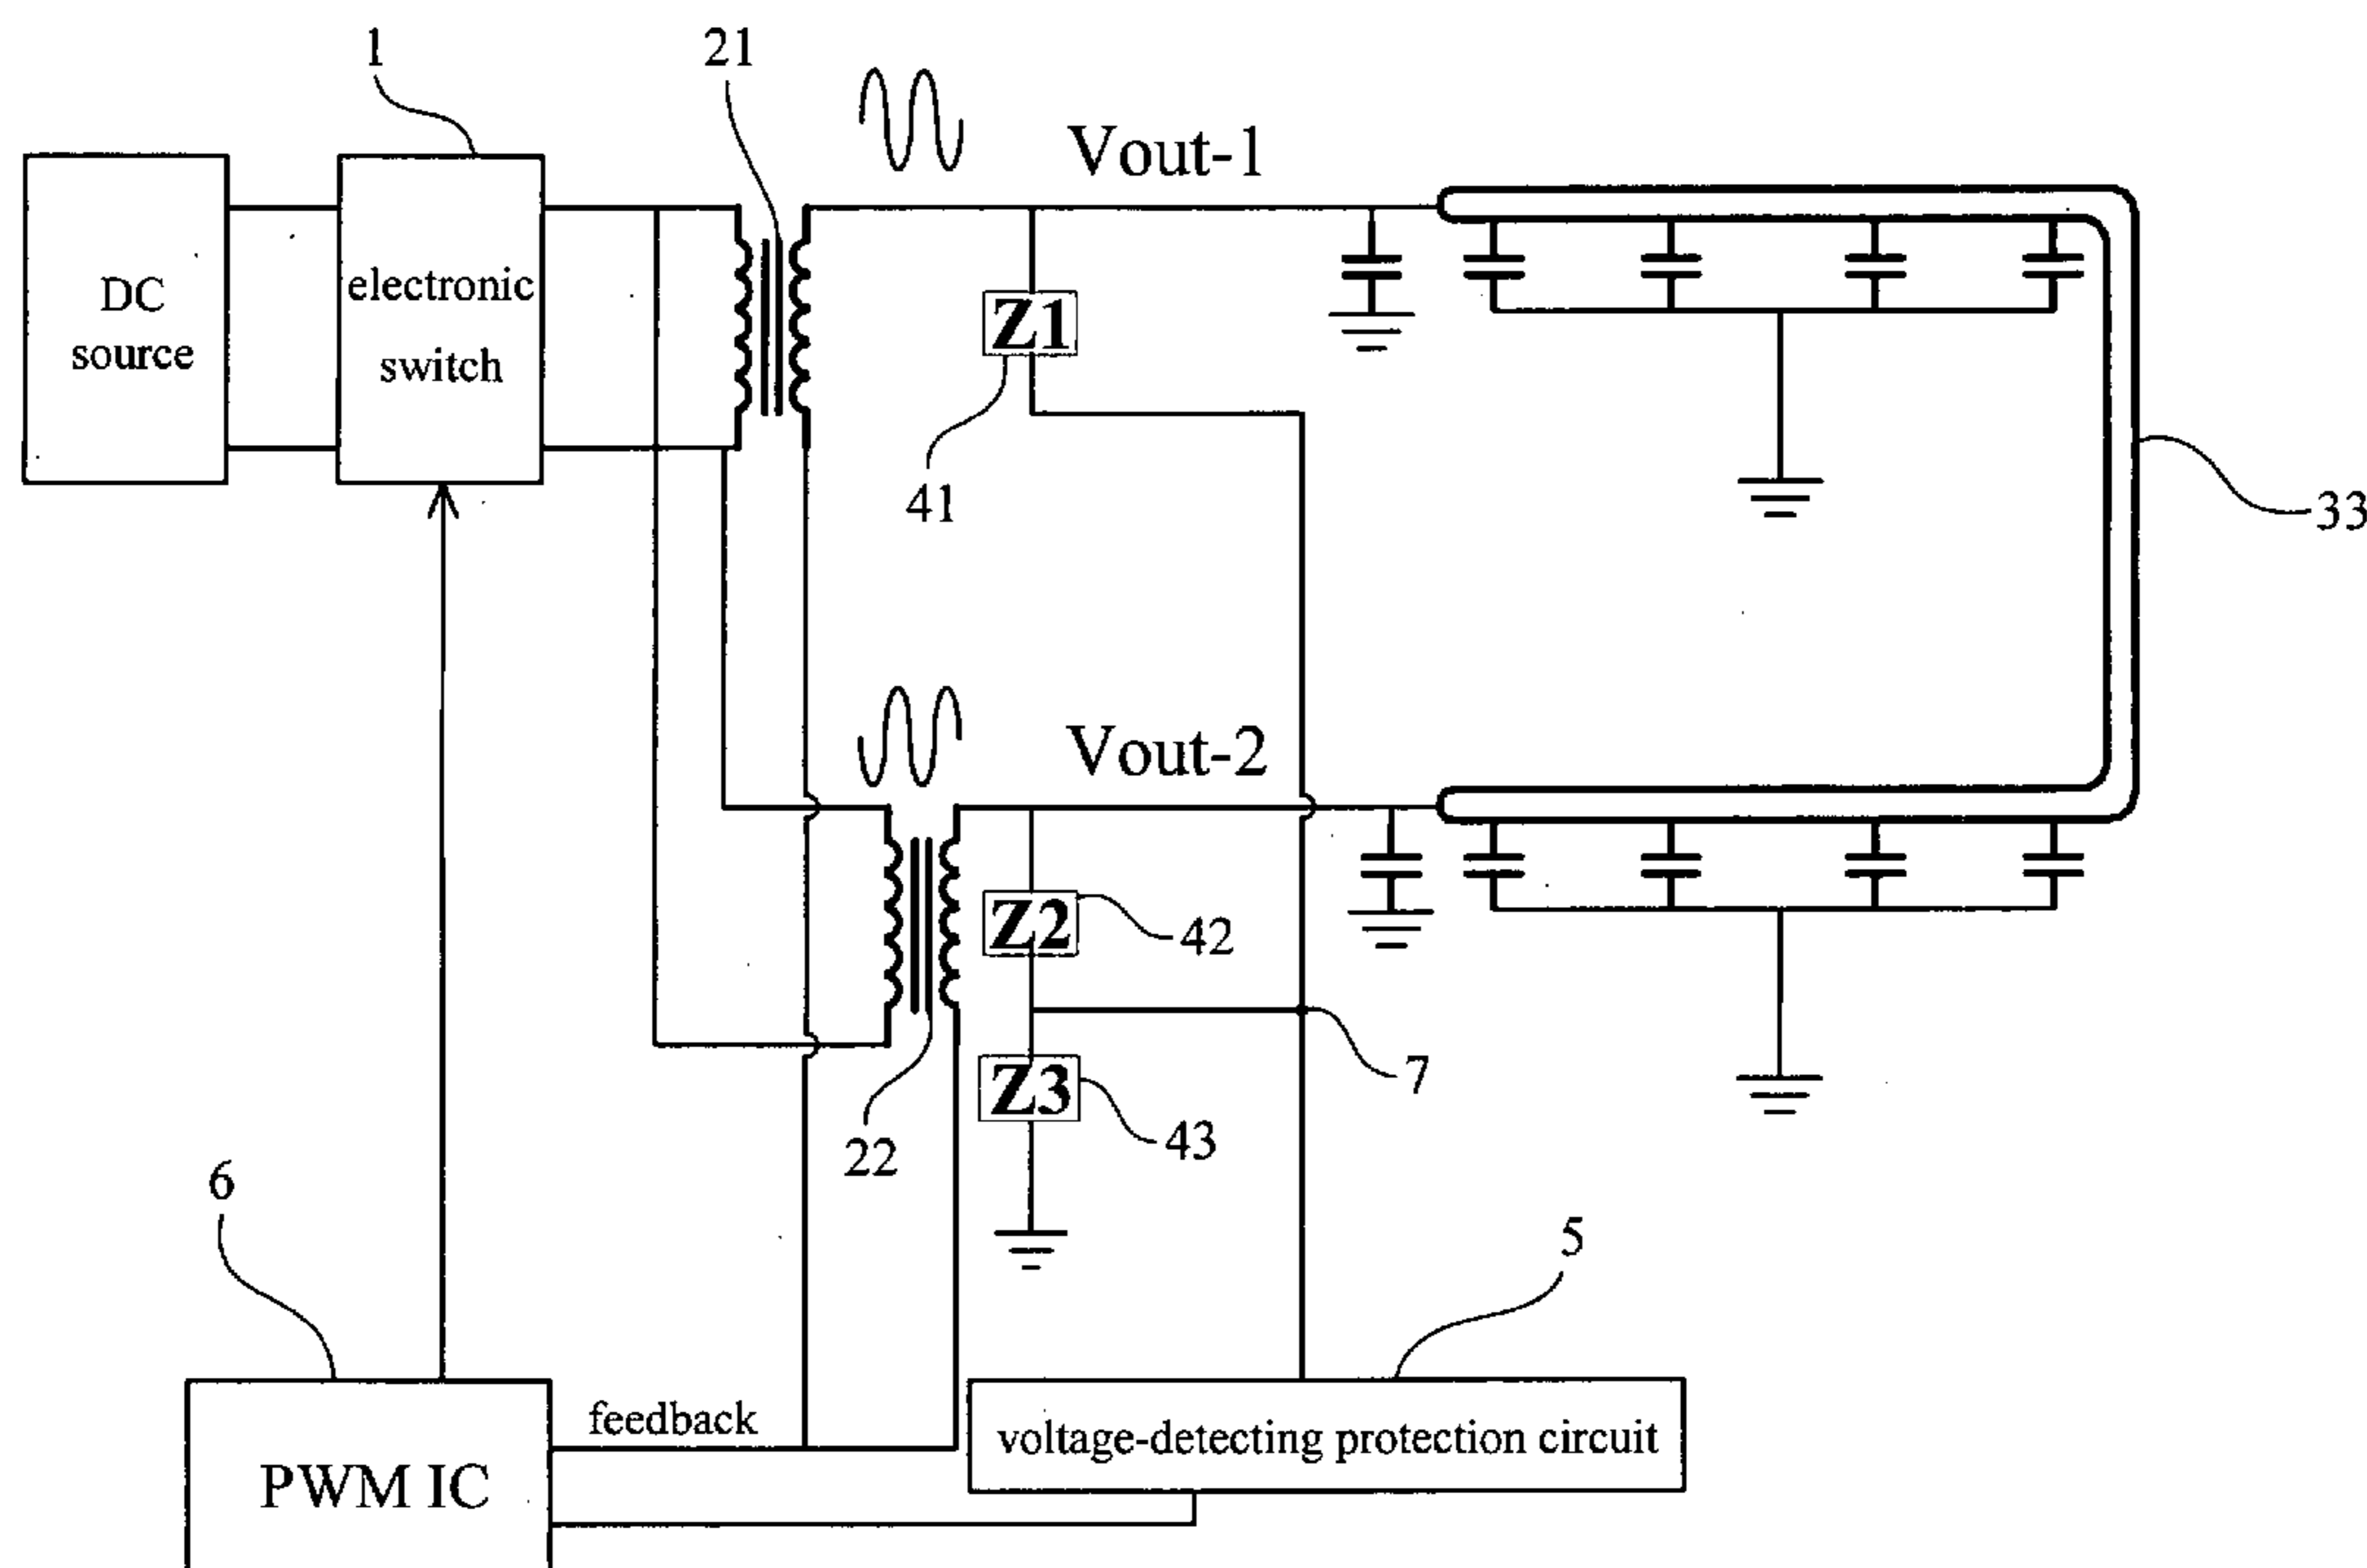 1
21
Vout-1
DC
source
electronic
switch
Z1
41
33
Vout-2
Z2
42
7
Z3
43
22
6
5
feedback
voltage-detecting protection circuit
PWM IC